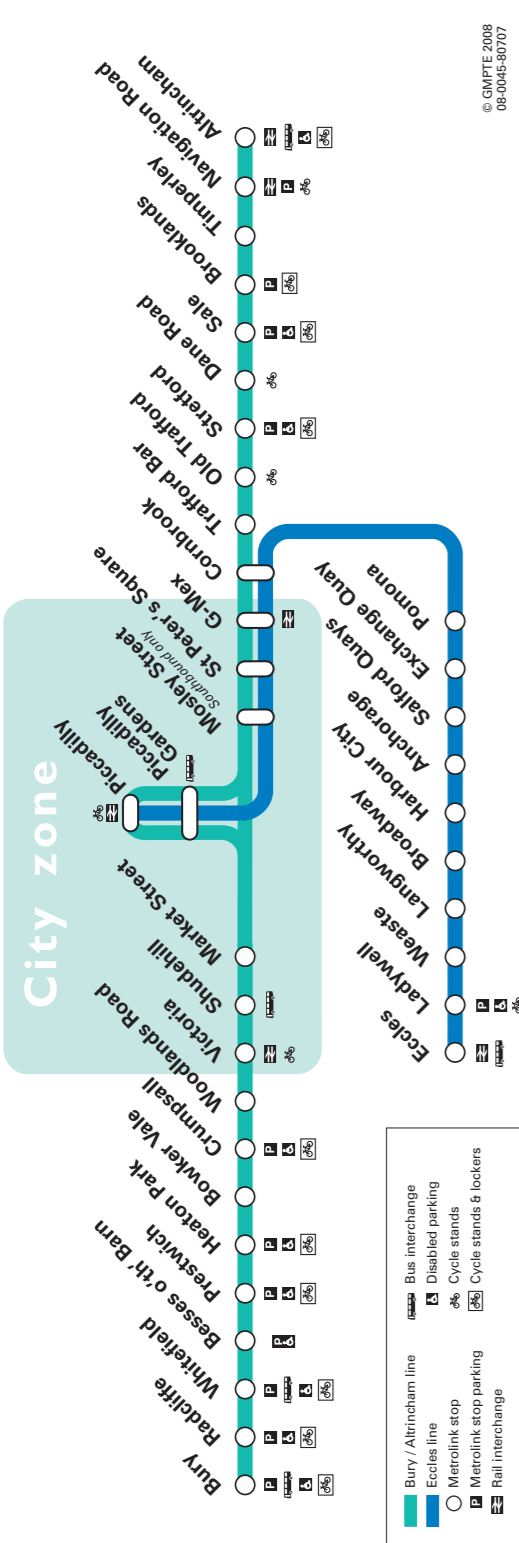 City zone
Bury
Radcliffe
Whitefield
Besses o'th' Barn
Prestwich
Heaton Park
Bowker Vale
Crumpsall
Woodlands Road
Victoria
Shudehill
Market Street
Piccadilly
Piccadilly
Gardens
Mosley Street
Southbound only
St Peter's Square
G-Mex
Cornbrook
Trafford Bar
Old Trafford
Stretford
Dane Road
Sale
Brooklands
Timperley
Navigation Road
Altrincham
Eccles
Ladywell
Weaste
Langworthy
Broadway
Harbour City
Anchorage
Salford Quays
Exchange Quay
Pomona
Bury / Altrincham line
Eccles line
Metrolink stop
P Metrolink stop parking
Rail interchange
Bus interchange
Disabled parking
Cycle stands
Cycle stands & lockers
© GMPTE 2008
08-0045-80707